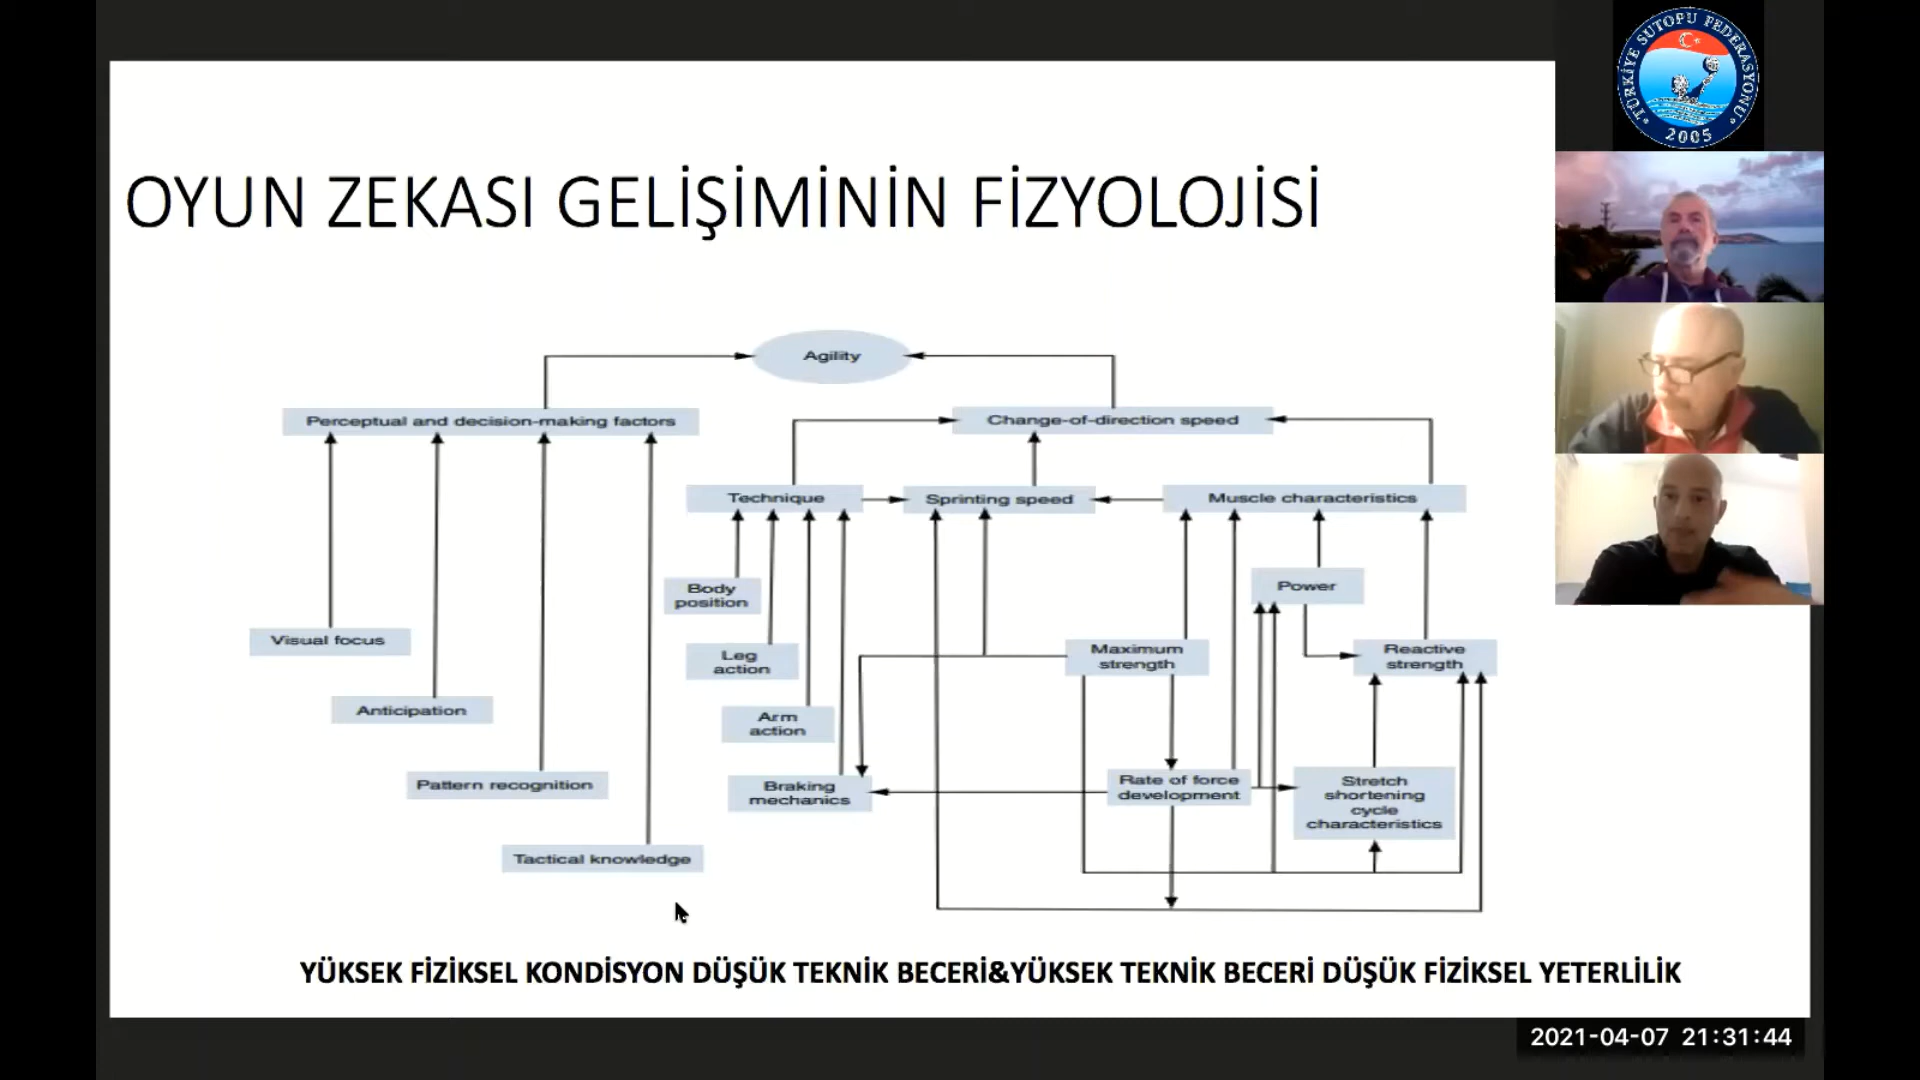 TÜRKİYE SUTOPU FEDERASYONU
2005
OYUN ZEKASI GELİŞİMİNİN FİZYOLOJİSİ
Agility
Perceptual and decision-making factors
Change-of-direction speed
Technique
Sprinting speed
Muscle characteristics
Body
position
Power
Visual focus
Leg
action
Maximum
strength
Reactive
strength
Anticipation
Arm
action
Pattern recognition
Braking
mechanics
Rate of force
development
Stretch
shortening
cycle
characteristics
Tactical knowledge
YÜKSEK FİZİKSEL KONDİSYON DÜŞÜK TEKNİK BECERİ&YÜKSEK TEKNİK BECERİ DÜŞÜK FİZİKSEL YETERLİLİK
2021-04-07 21:31:44